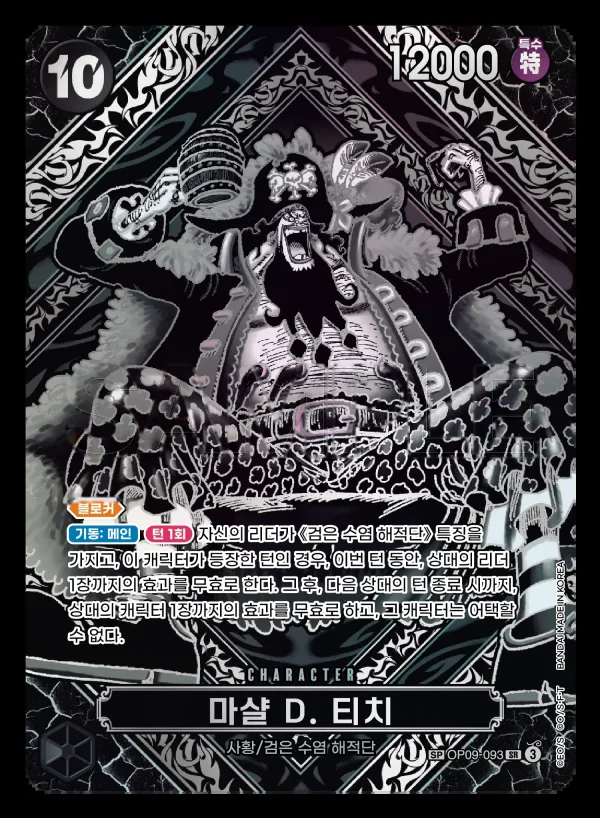 10
12000
특수
特
블로커
기동: 메인 턴 1회 자신의 리더가 《검은 수염 해적단》 특징을
가지고, 이 캐릭터가 등장한 턴인 경우, 이번 턴 동안, 상대의 리더
1장까지의 효과를 무효로 한다. 그 후, 다음 상대의 턴 종료 시까지,
상대의 캐릭터 1장까지의 효과를 무효로 하고, 그 캐릭터는 어택할
수 없다.
CHARACTER
마샬 D. 티치
사황/검은 수염 해적단
SP OP09-093 SR 3
©EO/S., ©O/S,F,T BANDAI MADE IN KOREA